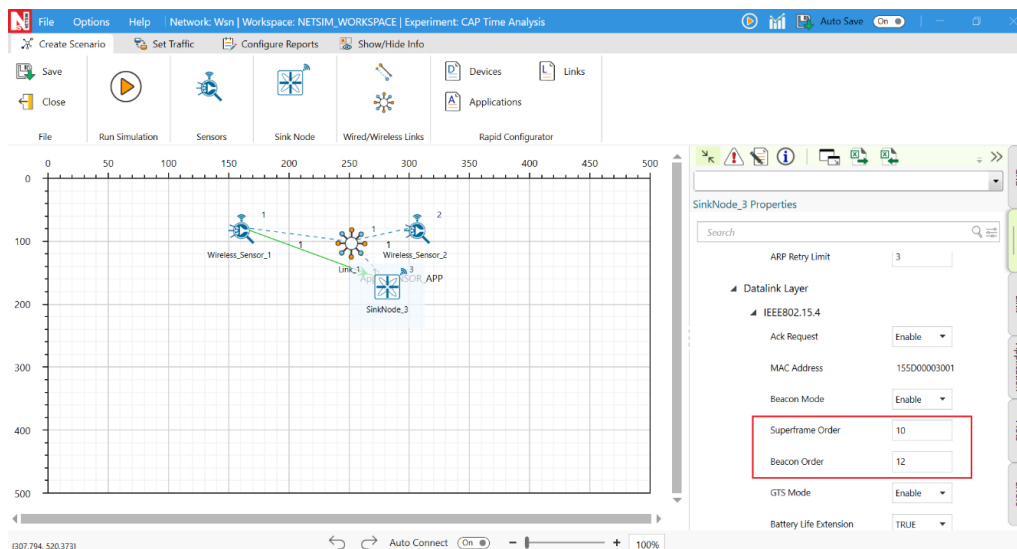 File Options Help Network: Wsn | Workspace: NETSIM_WORKSPACE | Experiment: CAP Time Analysis Auto Save On
Create Scenario Set Traffic Configure Reports Show/Hide Info
Save
Close
Devices Links
Applications
File Run Simulation Sensors Sink Node Wired/Wireless Links Rapid Configurator
0 50 100 150 200 250 300 350 400 450 500
0
100
200
300
400
500
1
2
1
1
1
3
Wireless_Sensor_1
Wireless_Sensor_2
Link_1
SinkNode_3
SinkNode_3 Properties
Search
ARP Retry Limit 3
Datalink Layer
IEEE802.15.4
Ack Request Enable
MAC Address 155D00003001
Beacon Mode Enable
Superframe Order 10
Beacon Order 12
GTS Mode Enable
Battery Life Extension TRUE
(307.794, 520.373) Auto Connect On 100%